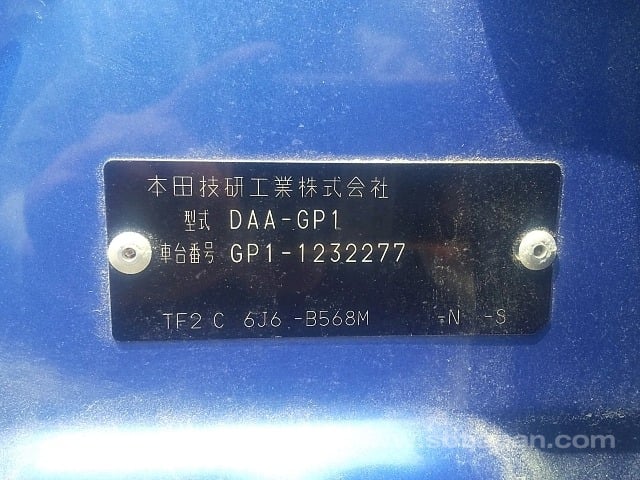 本田技研工業株式会社
型式 DAA-GP1
車台番号 GP1-1232277
TF2 C 6J6 -B568M -N -S